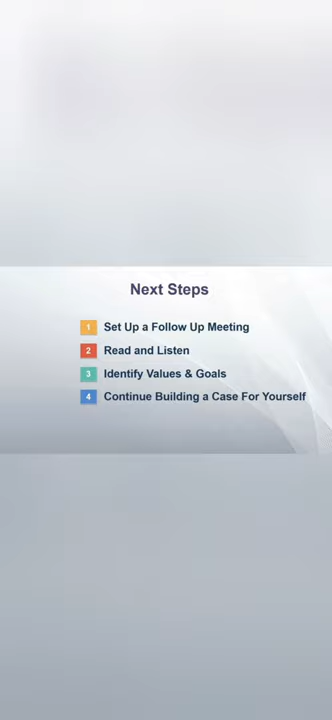 Next Steps
1 Set Up a Follow Up Meeting
2 Read and Listen
3 Identify Values & Goals
4 Continue Building a Case For Yourself